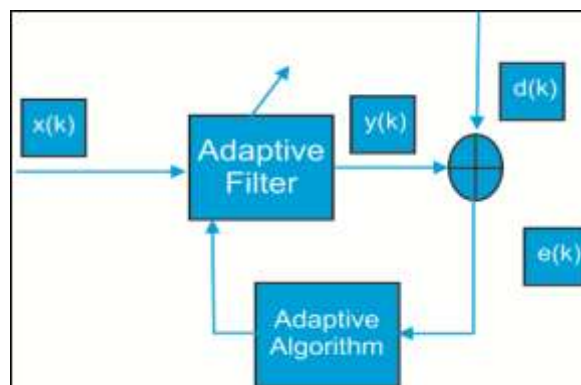 x(k)
Adaptive
Filter
y(k)
d(k)
e(k)
Adaptive
Algorithm